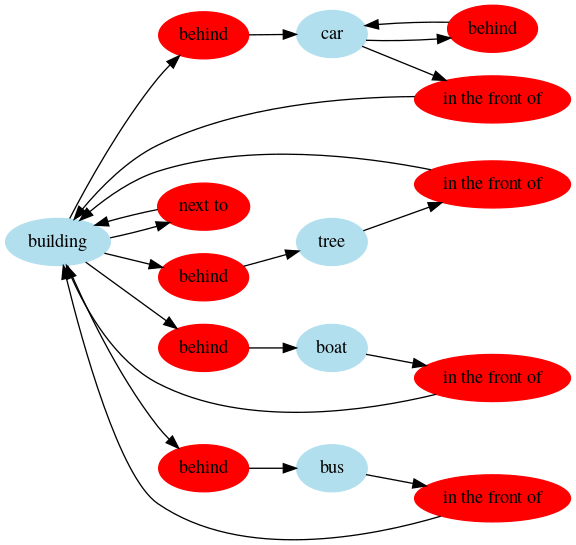 behind
car
behind
in the front of
in the front of
next to
building
tree
behind
behind
boat
in the front of
behind
bus
in the front of